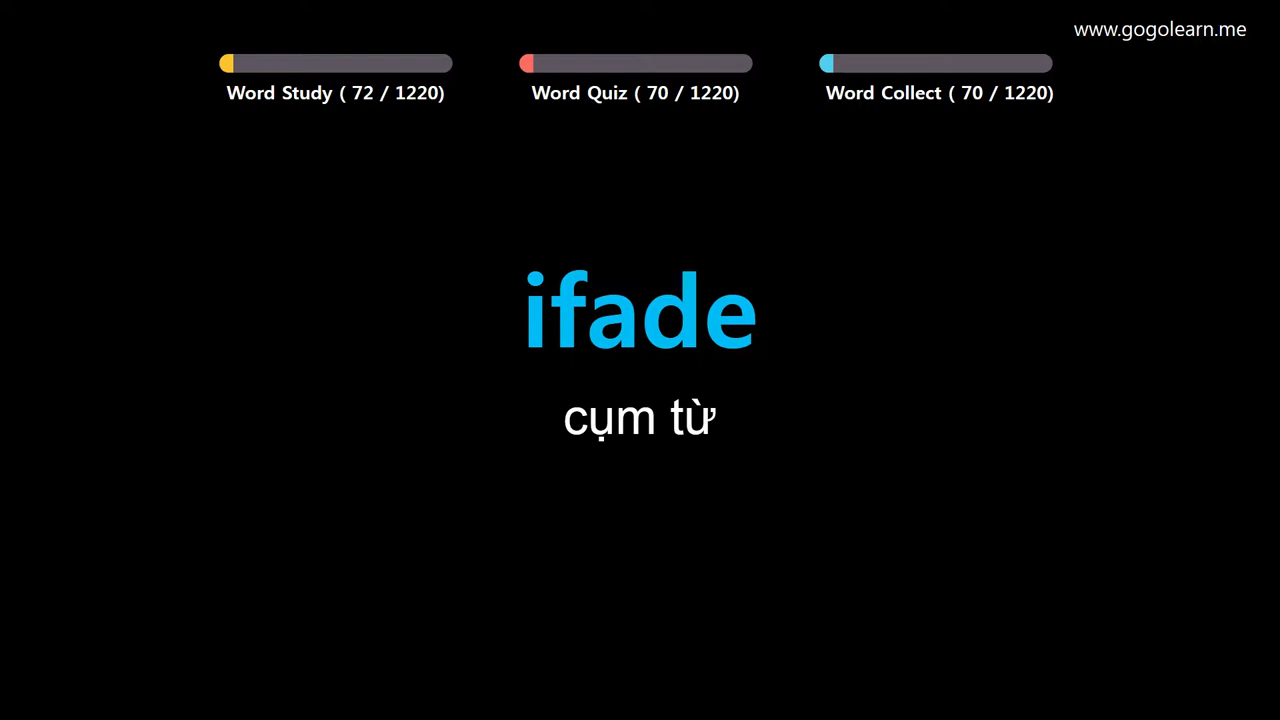 www.gogolearn.me
Word Study ( 72 / 1220)
Word Quiz ( 70 / 1220)
Word Collect ( 70 / 1220)
ifade
cụm từ